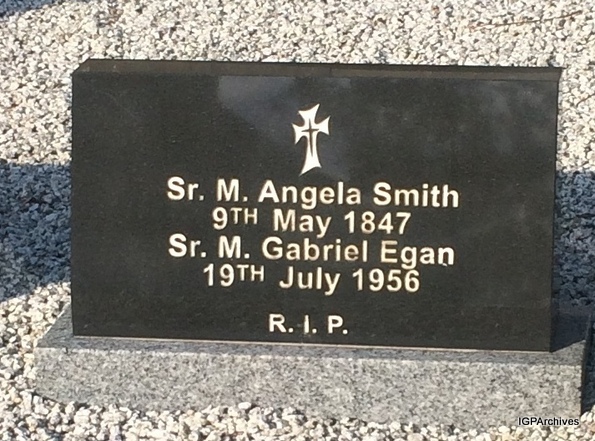 Sr. M. Angela Smith
9TH May 1847
Sr. M. Gabriel Egan
19TH July 1956
R. I. P.
IGPArchives